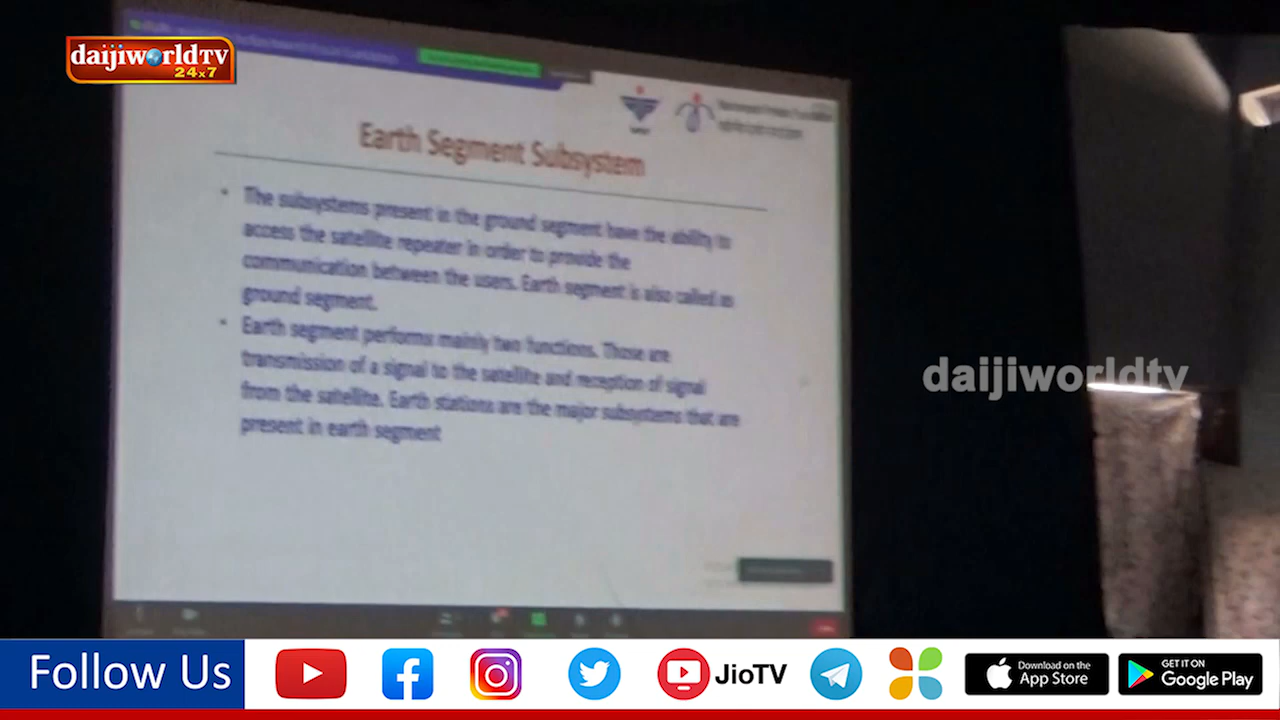 daijiworldTV
24x7
Earth Segment Subsystem
• The subsystems present in the ground segment have the ability to
access the satellite repeater in order to provide the
communication between the users. Earth segment is also called as
ground segment.
• Earth segment performs mainly two functions. Those are
transmission of a signal to the satellite and reception of signal
from the satellite. Earth stations are the major subsystems that are
present in earth segment
daijiworldtv
Follow Us
JioTV
Download on the
App Store
GET IT ON
Google Play